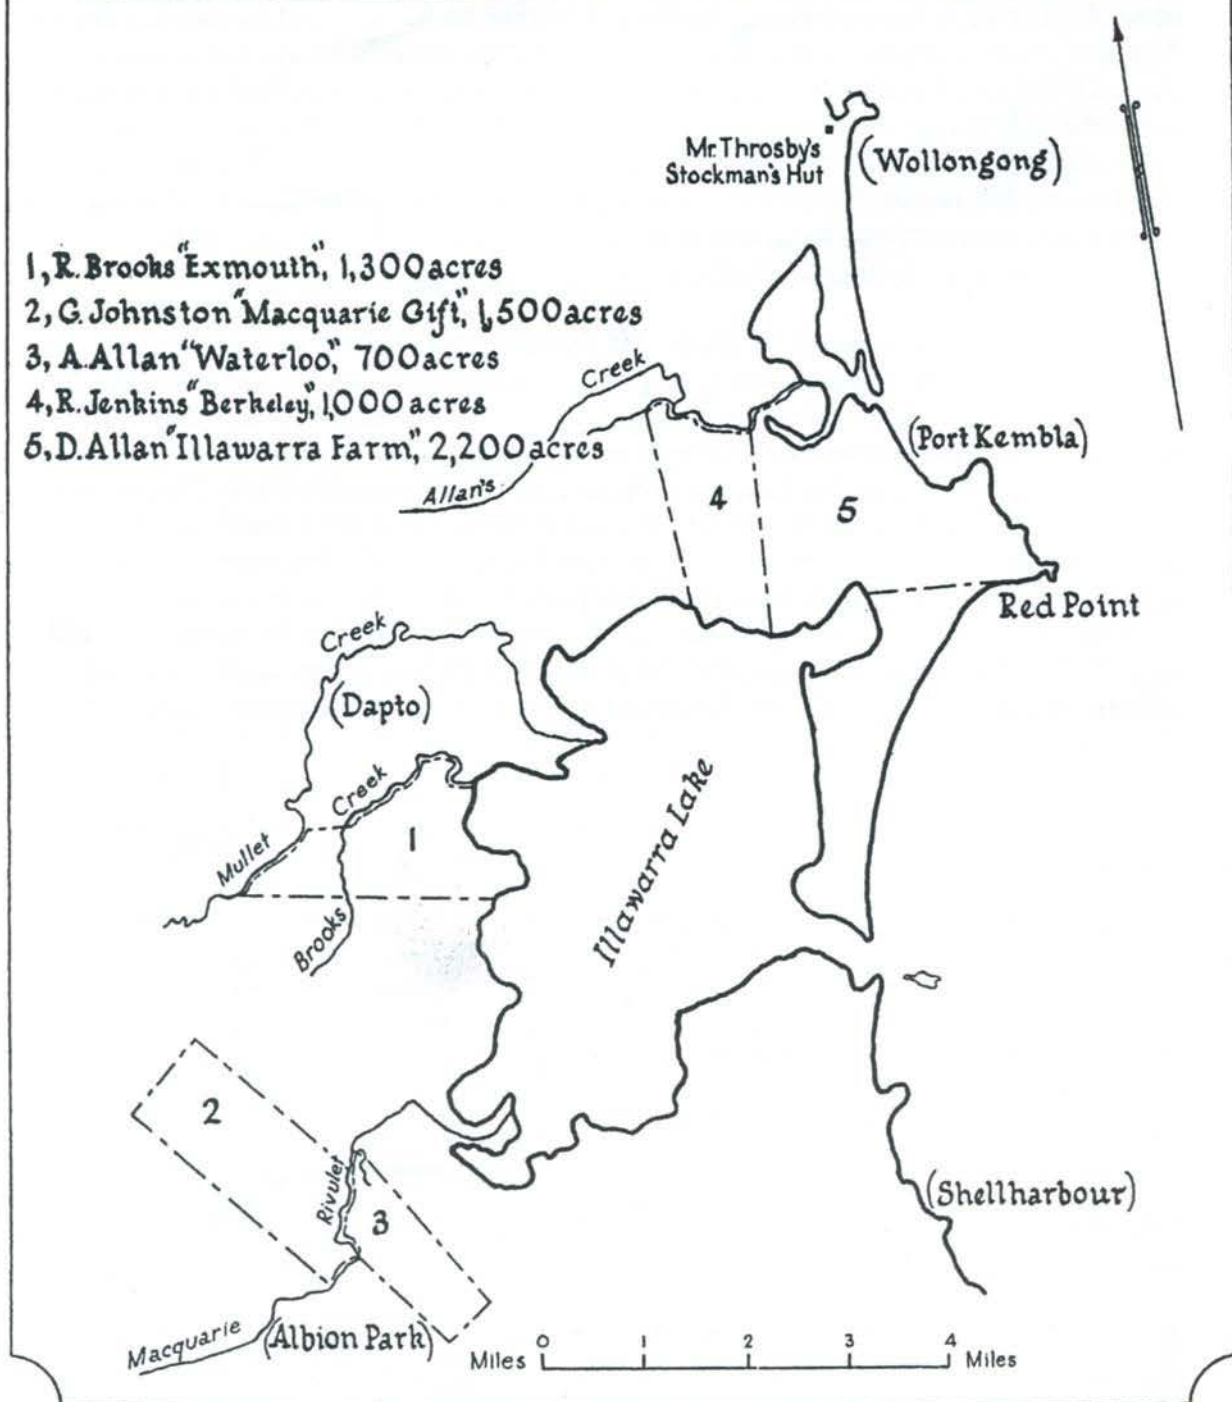 Mr. Throsby's
Stockman's Hut
(Wollongong)
1, R. Brooks "Exmouth", 1,300 acres
2, G. Johnston "Macquarie Gift", 1,500 acres
3, A. Allan "Waterloo", 700 acres
4, R. Jenkins "Berkeley", 1,000 acres
5, D. Allan "Illawarra Farm", 2,200 acres
Creek
Allan's
(Port Kembla)
4
5
Red Point
Creek
(Dapto)
Creek
Mullet
1
Brooks
Illawarra Lake
2
Rivulet
3
(Shellharbour)
Macquarie
(Albion Park)
0 1 2 3 4
Miles Miles